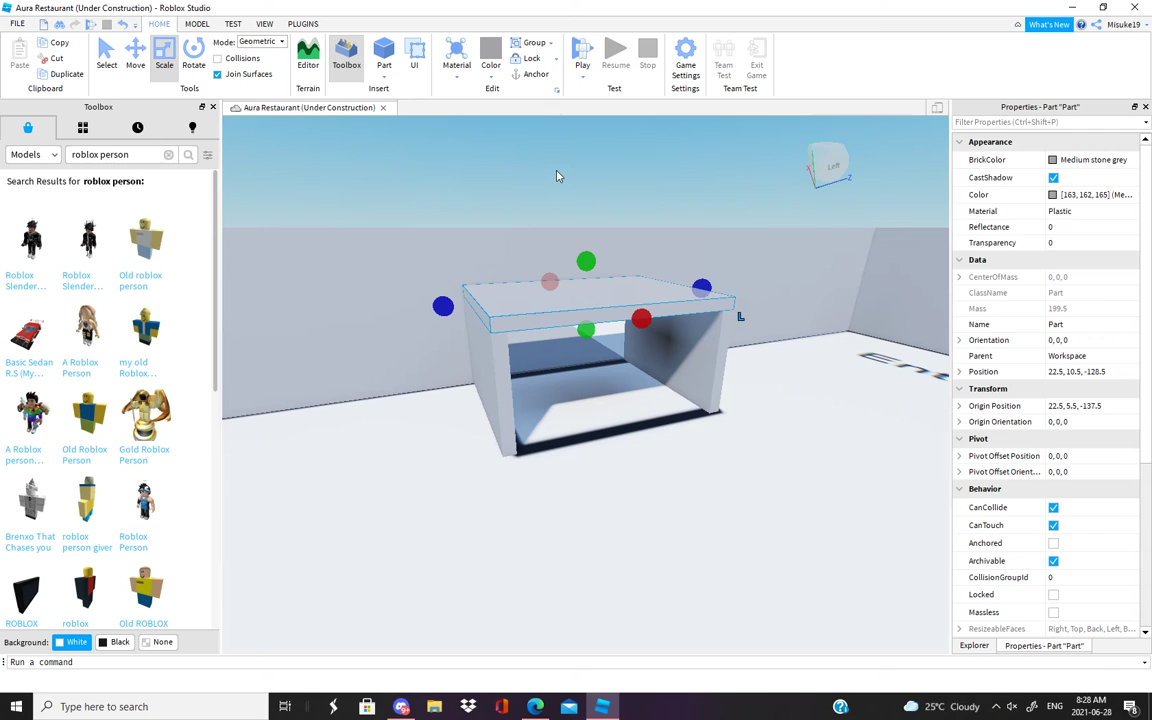 Aura Restaurant (Under Construction) - Roblox Studio
FILE HOME MODEL TEST VIEW PLUGINS What's New Misuke19
Paste Copy Cut Duplicate Clipboard
Select Move Scale Rotate Mode: Geometric Collisions Join Surfaces Tools
Editor Terrain
Toolbox Part UI Insert
Material Color Group Lock Anchor Edit
Play Resume Stop Test
Game Settings Settings
Team Test Exit Game Team Test
Toolbox
Aura Restaurant (Under Construction)
Models roblox person
Search Results for roblox person:
Roblox Slender... Roblox Slender... Old roblox person
Basic Sedan R.S (My... A Roblox Person my old Roblox...
A Roblox person... Old Roblox Person Gold Roblox Person
Brenxo That Chases you roblox person giver Roblox Person
ROBLOX roblox Old ROBLOX
Background: White Black None
Left
Z
L
Properties - Part "Part"
Filter Properties (Ctrl+Shift+P)
Appearance
BrickColor Medium stone grey
CastShadow
Color [163, 162, 165] (Me...
Material Plastic
Reflectance 0
Transparency 0
Data
CenterOfMass 0, 0, 0
ClassName Part
Mass 199.5
Name Part
Orientation 0, 0, 0
Parent Workspace
Position 22.5, 10.5, -128.5
Transform
Origin Position 22.5, 5.5, -137.5
Origin Orientation 0, 0, 0
Pivot
Pivot Offset Position 0, 0, 0
Pivot Offset Orient... 0, 0, 0
Behavior
CanCollide
CanTouch
Anchored
Archivable
CollisionGroupId 0
Locked
Massless
ResizeableFaces Right, Top, Back, Left, B...
Explorer Properties - Part "Part"
Run a command
Type here to search
25°C Cloudy ENG 8:28 AM
2021-06-28